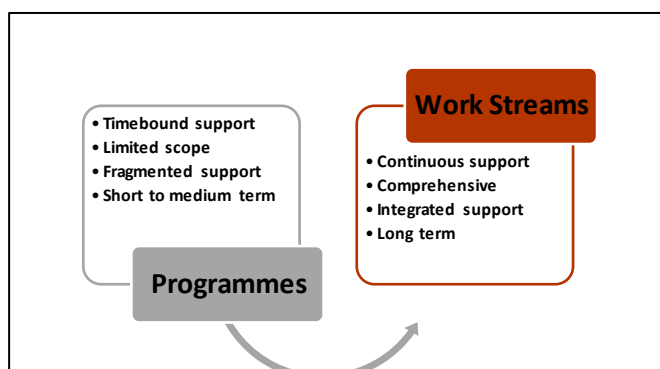 • Timebound support
• Limited scope
• Fragmented support
• Short to medium term
Programmes
Work Streams
• Continuous support
• Comprehensive
• Integrated support
• Long term